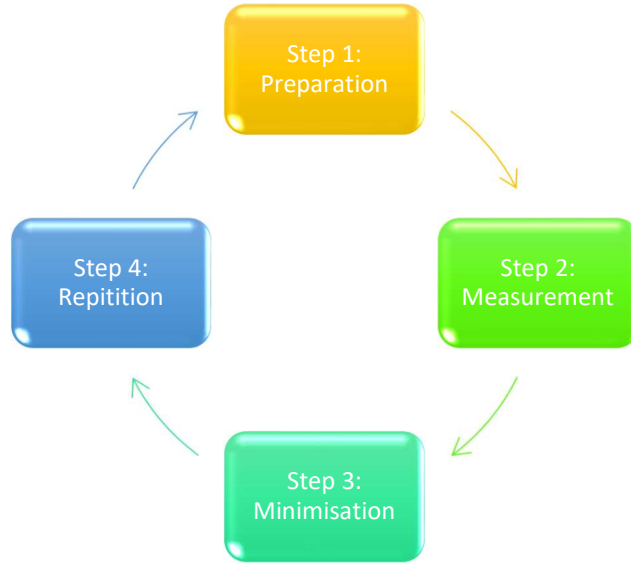 Step 1:
Preparation
Step 2:
Measurement
Step 3:
Minimisation
Step 4:
Repitition